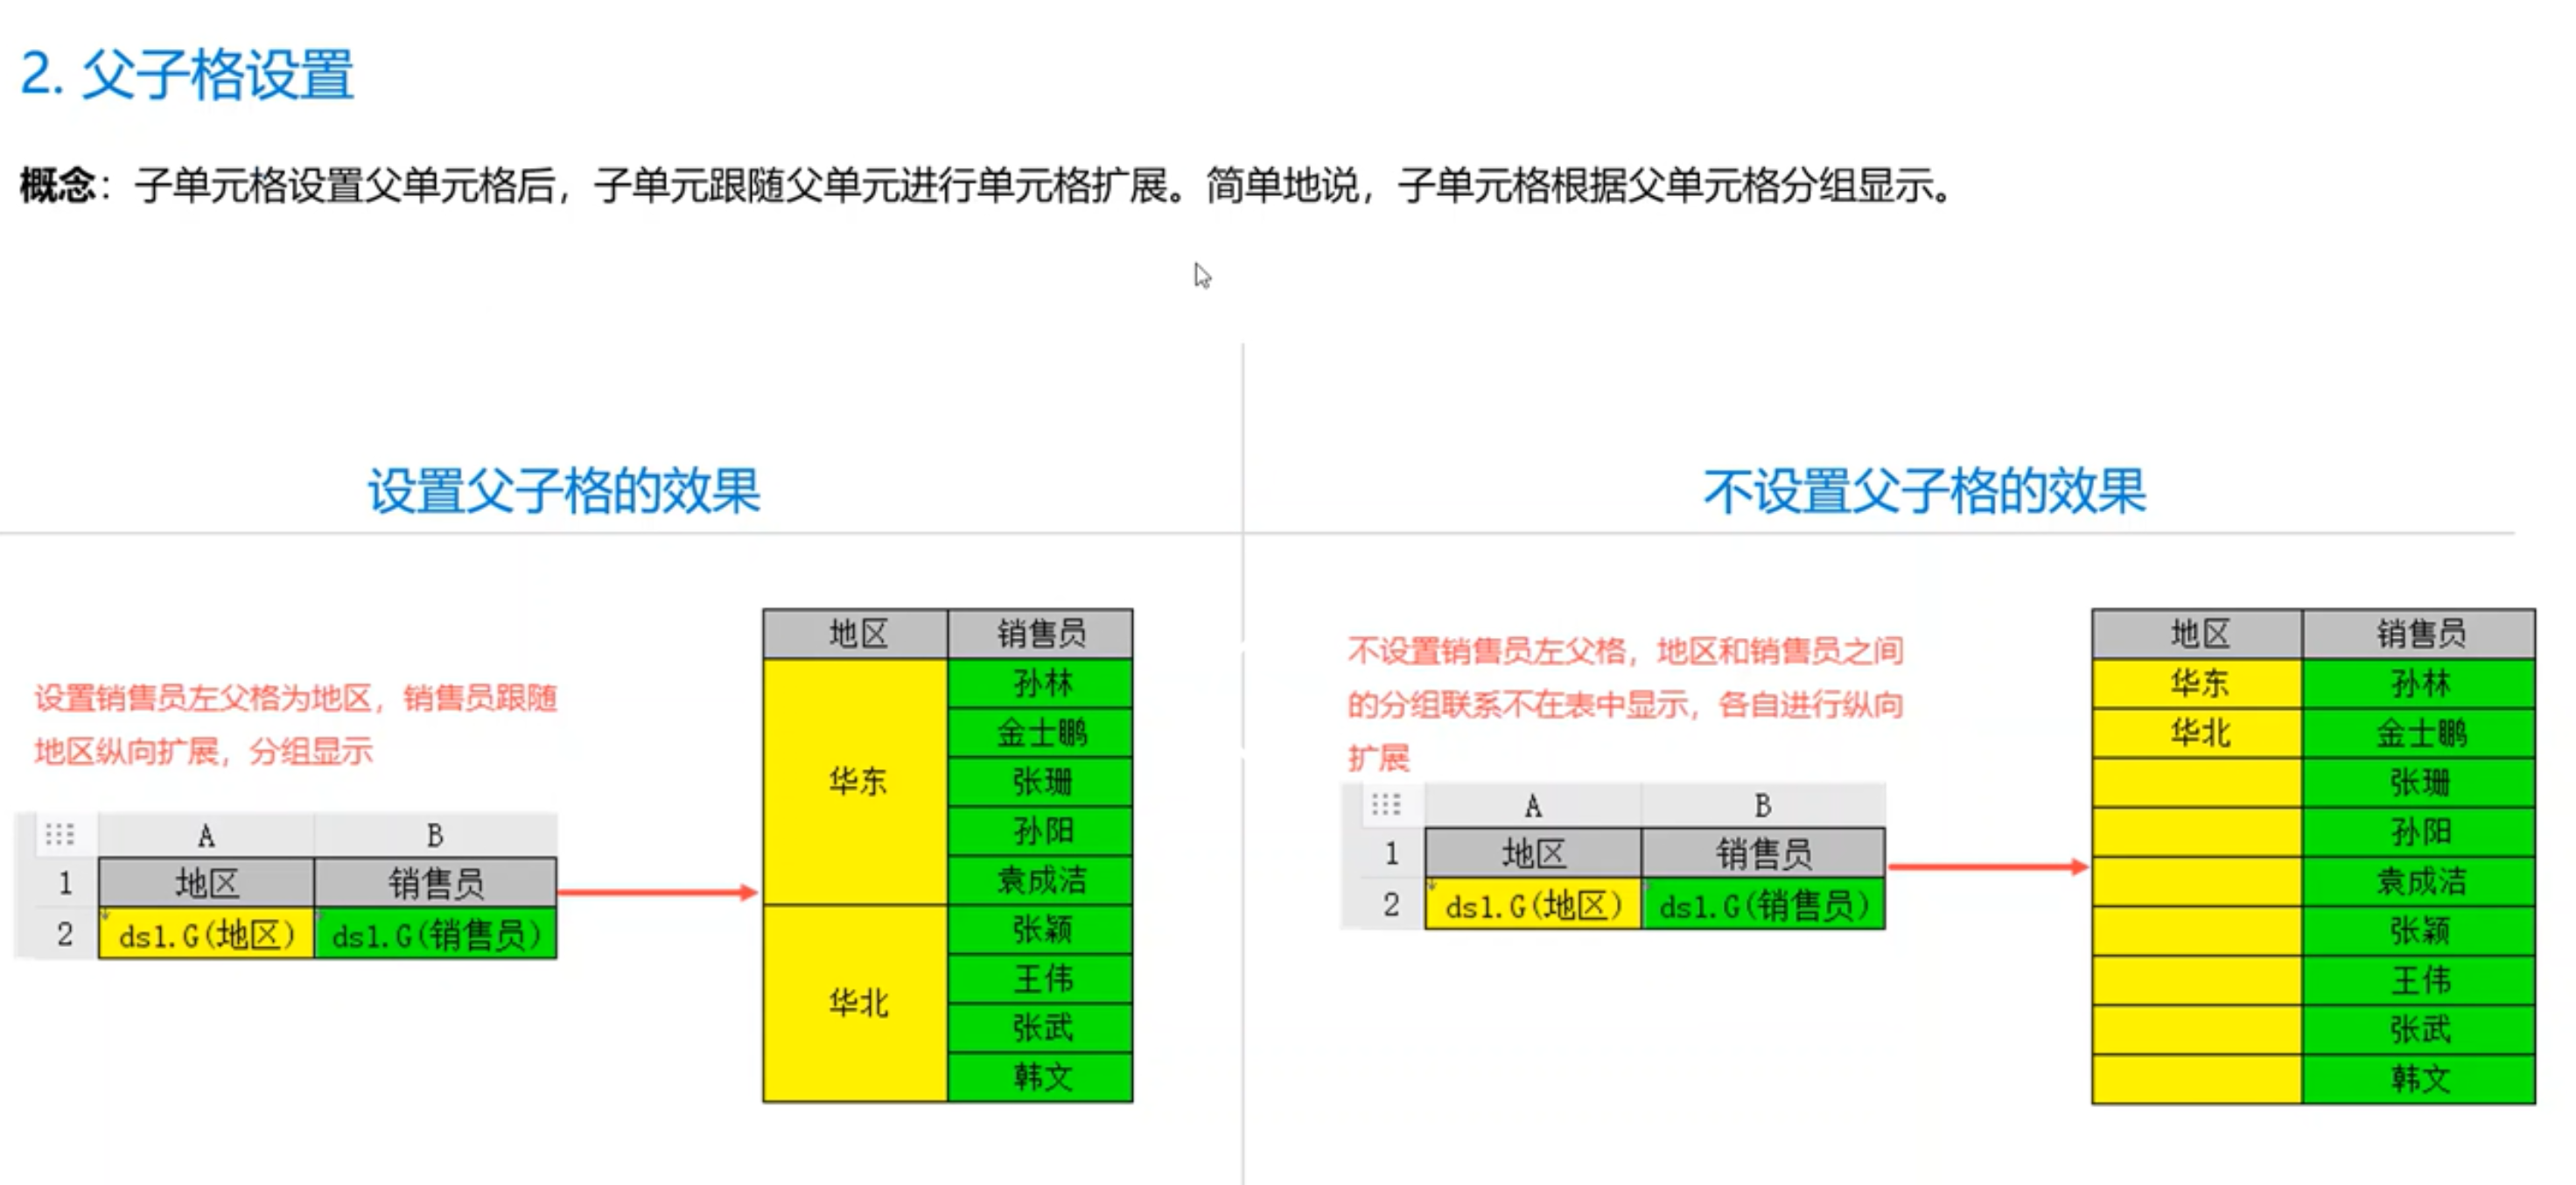 2. 父子格设置
概念：子单元格设置父单元格后，子单元跟随父单元进行单元格扩展。简单地说，子单元格根据父单元格分组显示。
设置父子格的效果
设置销售员左父格为地区，销售员跟随
地区纵向扩展，分组显示
A B
1 地区 销售员
2 ds1.G(地区) ds1.G(销售员)
地区 销售员
华东
孙林
金士鹏
张珊
孙阳
袁成洁
华北
张颖
王伟
张武
韩文
不设置父子格的效果
不设置销售员左父格，地区和销售员之间
的分组联系不在表中显示，各自进行纵向
扩展
A B
1 地区 销售员
2 ds1.G(地区) ds1.G(销售员)
地区 销售员
华东 孙林
华北 金士鹏
张珊
孙阳
袁成洁
张颖
王伟
张武
韩文